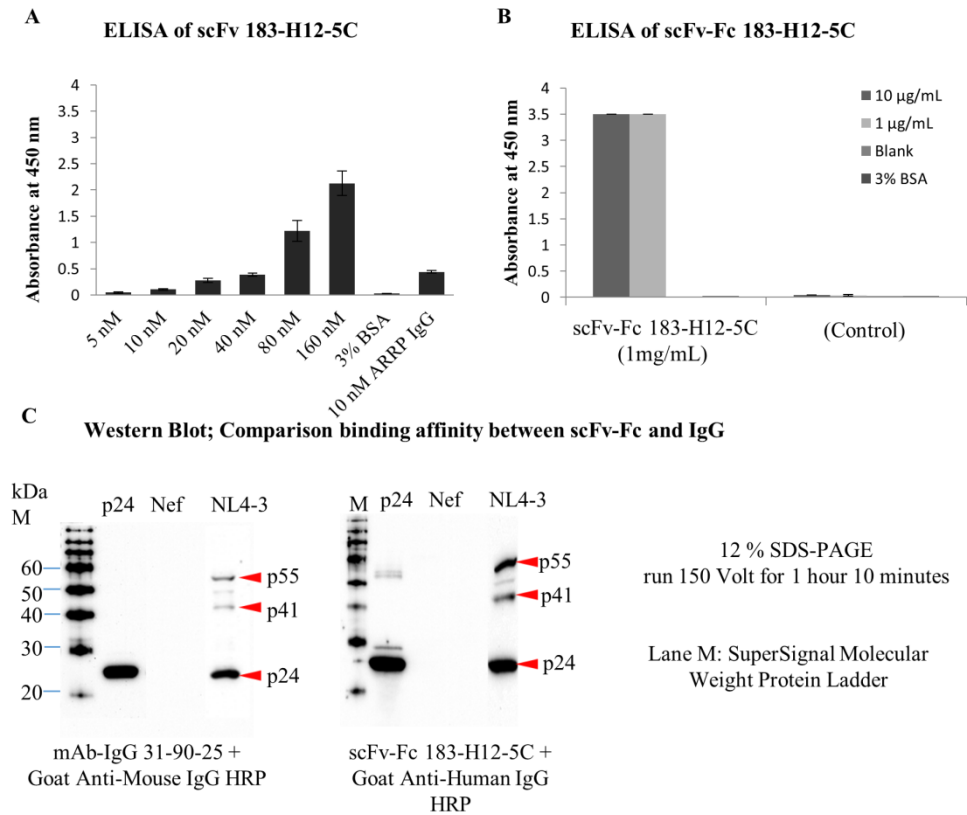 A
ELISA of scFv 183-H12-5C
Absorbance at 450 nm
4
3.5
3
2.5
2
1.5
1
0.5
0
5 nM
10 nM
20 nM
40 nM
80 nM
160 nM
3% BSA
10 nM ARRP IgG
B
ELISA of scFv-Fc 183-H12-5C
Absorbance at 450 nm
4
3.5
3
2.5
2
1.5
1
0.5
0
10 µg/mL
1 µg/mL
Blank
3% BSA
scFv-Fc 183-H12-5C
(1mg/mL)
(Control)
C
Western Blot; Comparison binding affinity between scFv-Fc and IgG
kDa
M
p24
Nef
NL4-3
60
50
40
30
20
p55
p41
p24
mAb-IgG 31-90-25 +
Goat Anti-Mouse IgG HRP
M
p24
Nef
NL4-3
p55
p41
p24
scFv-Fc 183-H12-5C +
Goat Anti-Human IgG
HRP
12 % SDS-PAGE
run 150 Volt for 1 hour 10 minutes
Lane M: SuperSignal Molecular
Weight Protein Ladder